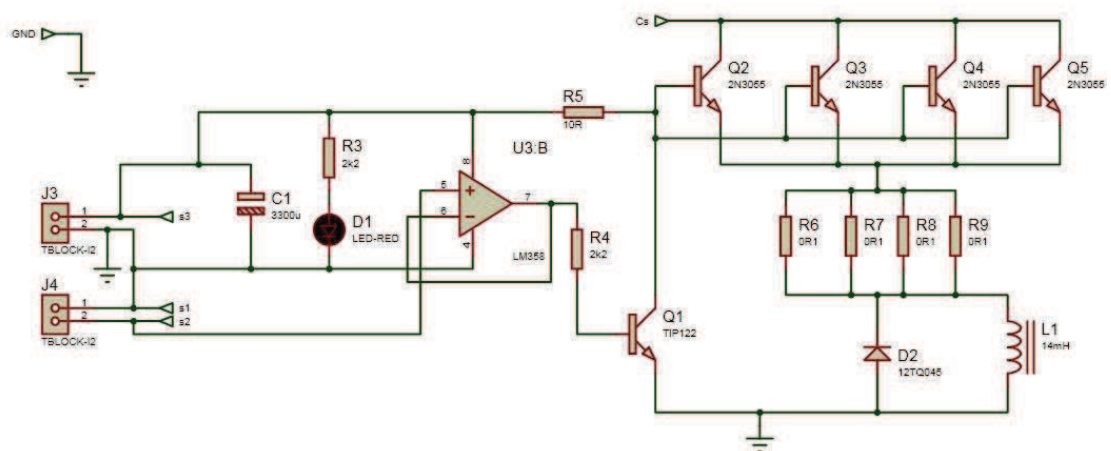 GND
Cs
Q2
2N3055
Q3
2N3055
Q4
2N3055
Q5
2N3055
R5
10R
R3
2k2
U3:B
8
5
6
7
4
LM358
J3
1
2
TBLOCK-I2
s3
C1
3300u
D1
LED-RED
R4
2k2
R6
0R1
R7
0R1
R8
0R1
R9
0R1
J4
1
2
TBLOCK-I2
s1
s2
Q1
TIP122
D2
12TQ045
L1
14mH